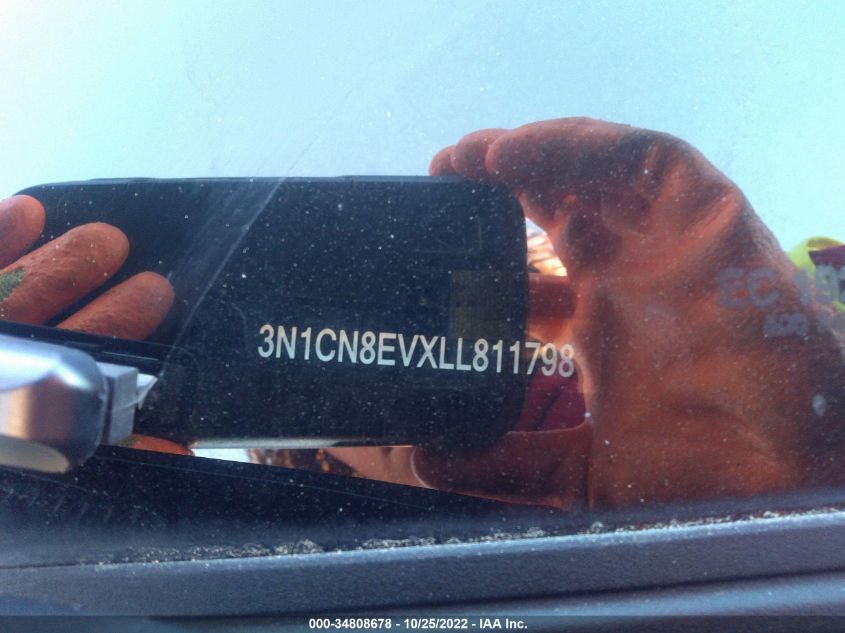 3N1CN8EVXLL811798
000-34808678 - 10/25/2022 - IAA Inc.